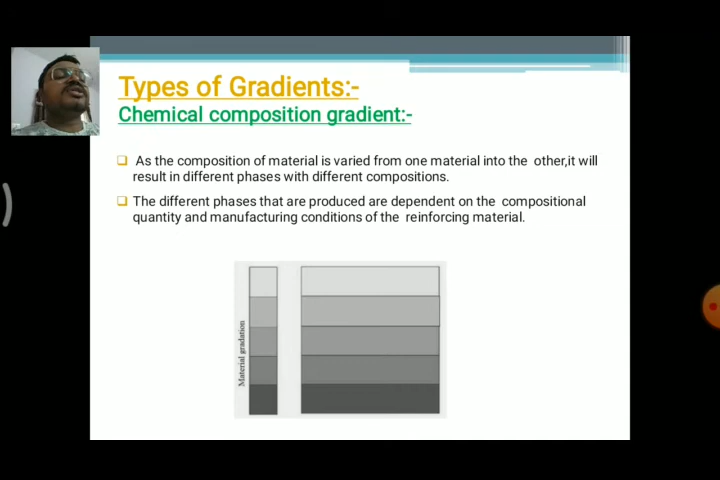 Types of Gradients:-
Chemical composition gradient:-
As the composition of material is varied from one material into the other,it will
result in different phases with different compositions.
The different phases that are produced are dependent on the compositional
quantity and manufacturing conditions of the reinforcing material.
Material gradation